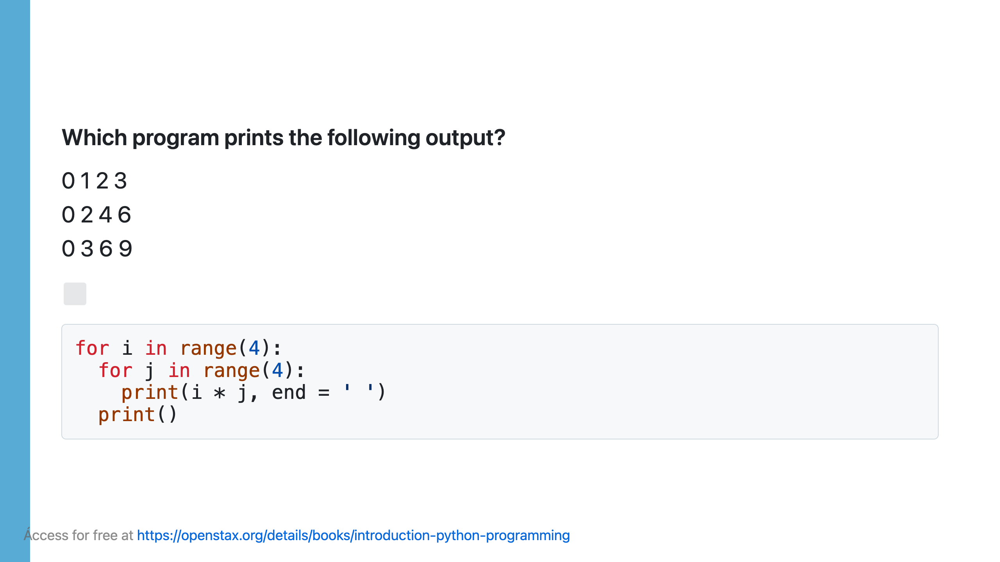 Which program prints the following output?
0 1 2 3
0 2 4 6
0 3 6 9
for i in range(4):
  for j in range(4):
    print(i * j, end = ' ')
  print()
Áccess for free at https://openstax.org/details/books/introduction-python-programming